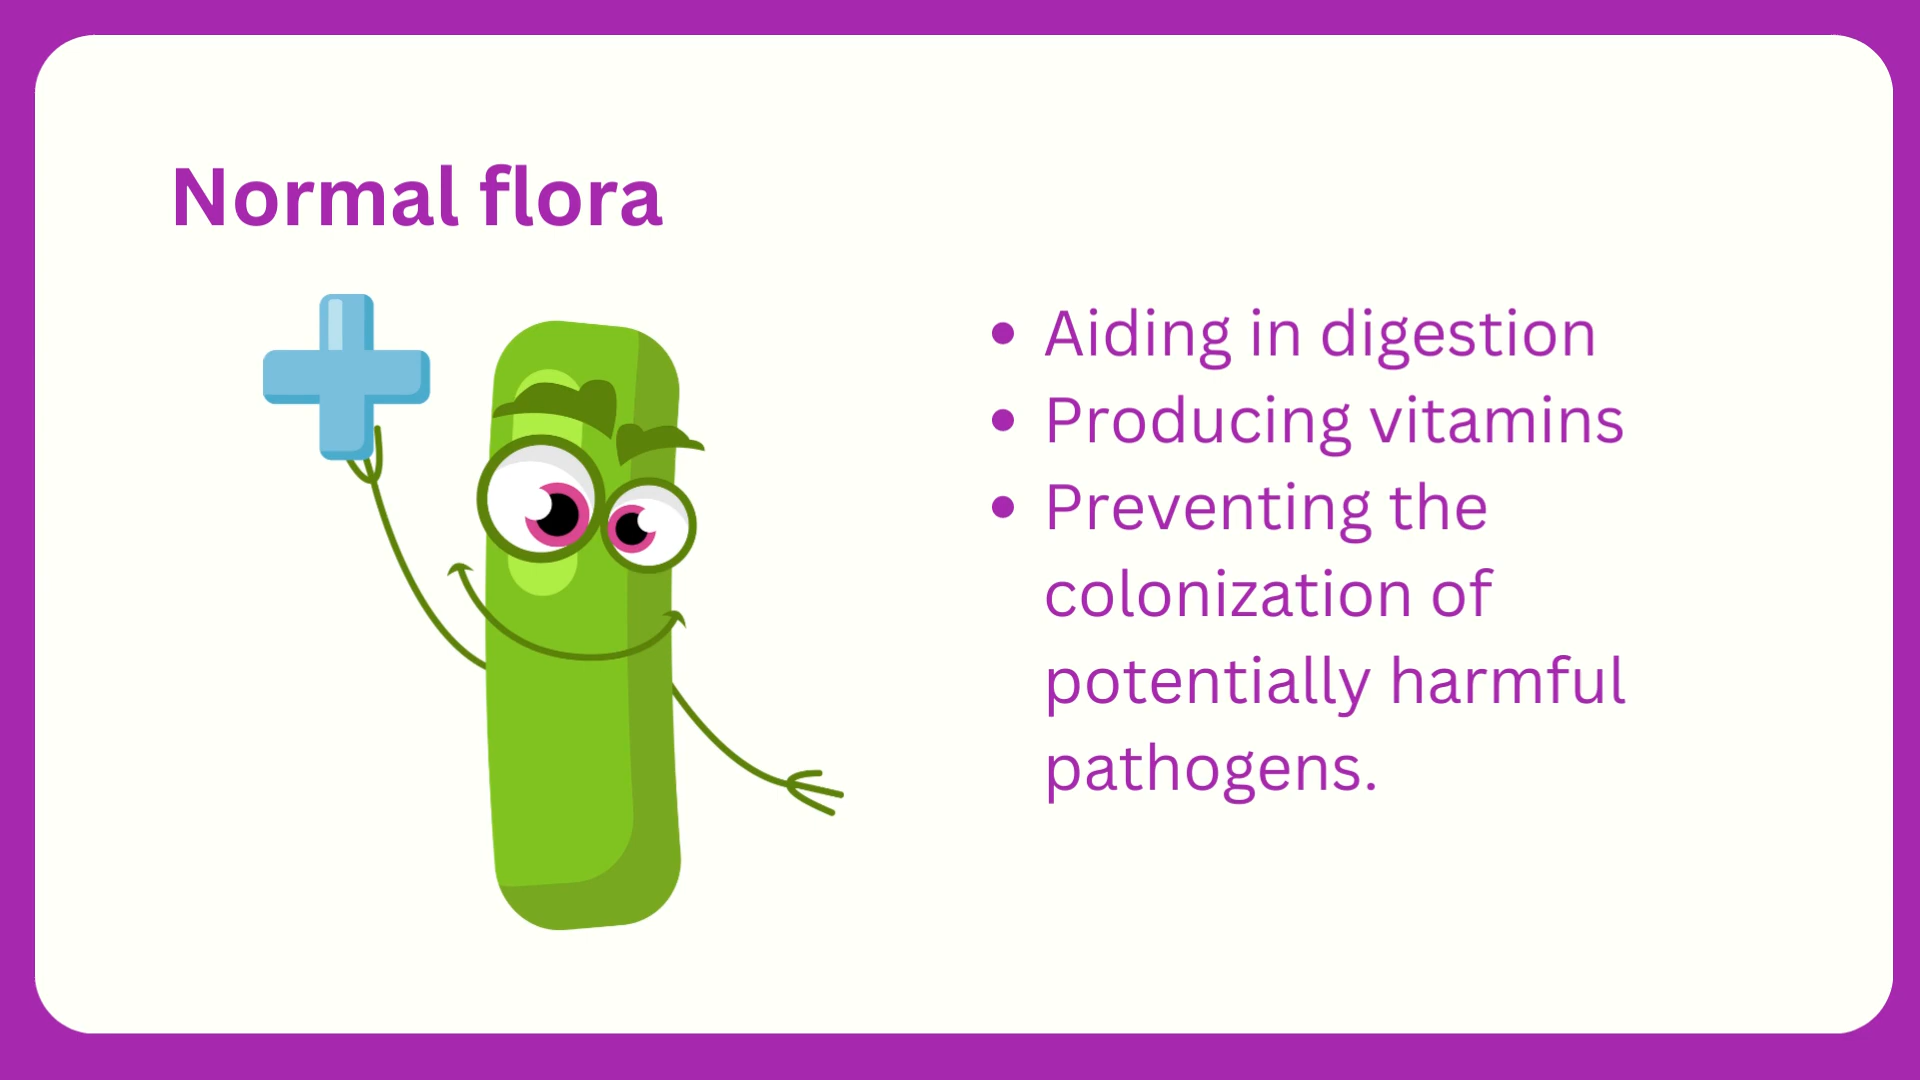 Normal flora
• Aiding in digestion
• Producing vitamins
• Preventing the
colonization of
potentially harmful
pathogens.